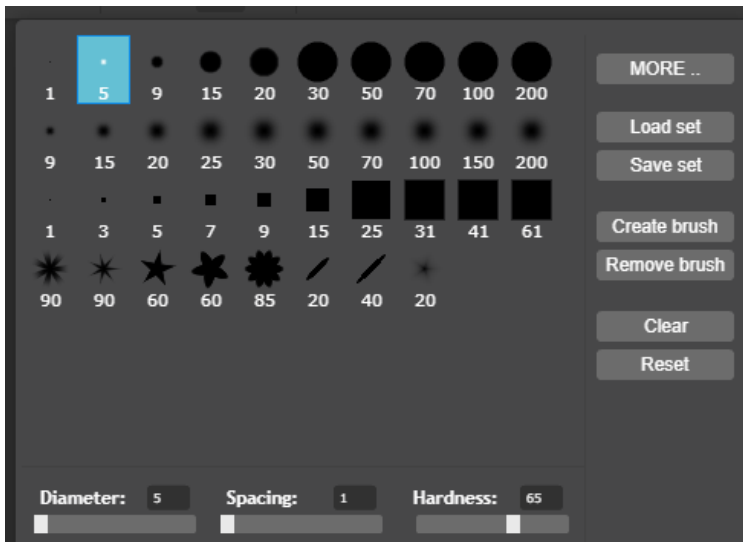 MORE ..
1 5 9 15 20 30 50 70 100 200
Load set
9 15 20 25 30 50 70 100 150 200
Save set
1 3 5 7 9 15 25 31 41 61
Create brush
Remove brush
90 90 60 60 85 20 40 20
Clear
Reset
Diameter: 5 Spacing: 1 Hardness: 65